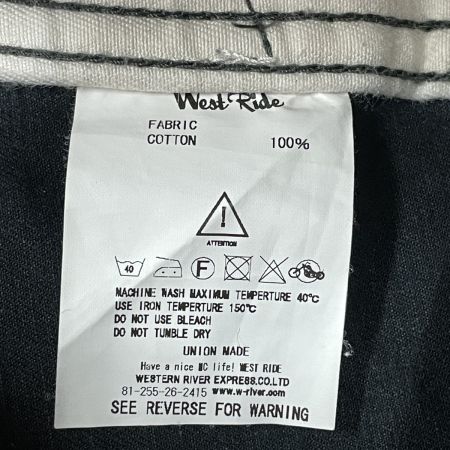 West Ride
FABRIC
COTTON 100%
!
ATTENTION
40 F
MACHINE WASH MAXIMUM TEMPERTURE 40°C
USE IRON TEMPERTURE 150°C
DO NOT USE BLEACH
DO NOT TUMBLE DRY
UNION MADE
Have a nice MC life! WEST RIDE
WESTERN RIVER EXPRESS.CO.LTD
81-255-26-2415 www.w-river.com
SEE REVERSE FOR WARNING